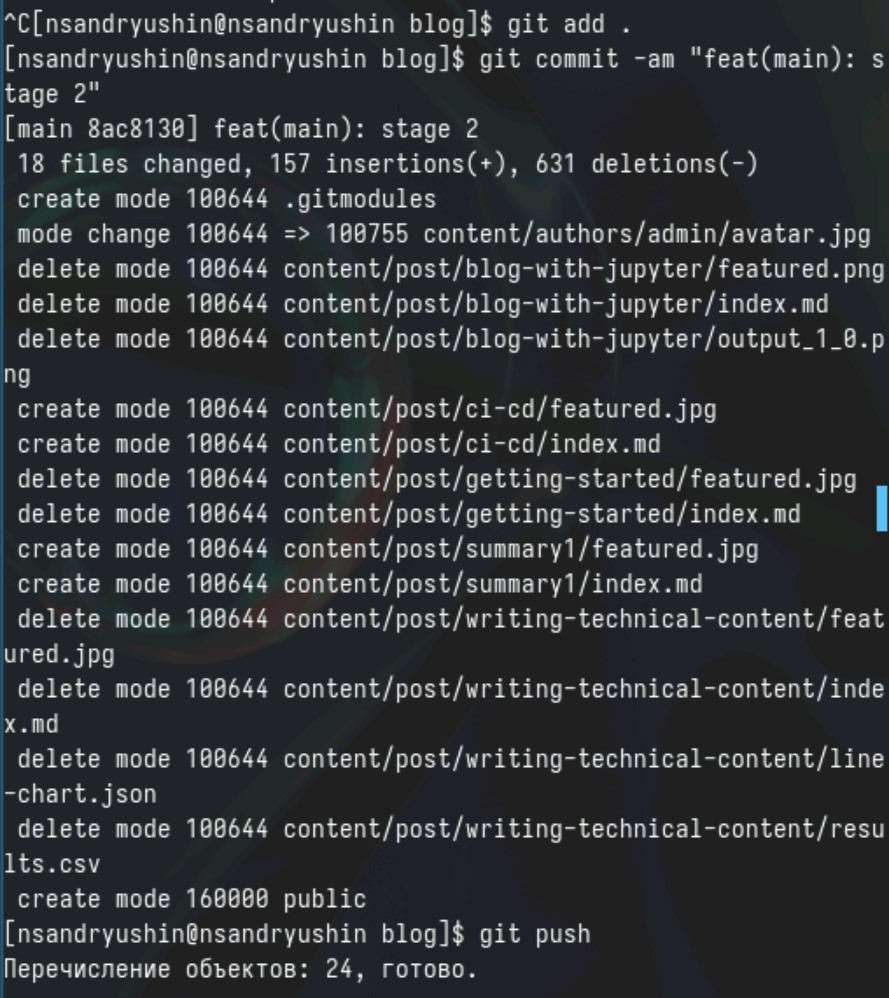 ^C[nsandryushin@nsandryushin blog]$ git add .
[nsandryushin@nsandryushin blog]$ git commit -am "feat(main): s
tage 2"
[main 8ac8130] feat(main): stage 2
 18 files changed, 157 insertions(+), 631 deletions(-)
 create mode 100644 .gitmodules
 mode change 100644 => 100755 content/authors/admin/avatar.jpg
 delete mode 100644 content/post/blog-with-jupyter/featured.png
 delete mode 100644 content/post/blog-with-jupyter/index.md
 delete mode 100644 content/post/blog-with-jupyter/output_1_0.p
ng
 create mode 100644 content/post/ci-cd/featured.jpg
 create mode 100644 content/post/ci-cd/index.md
 delete mode 100644 content/post/getting-started/featured.jpg
 delete mode 100644 content/post/getting-started/index.md
 create mode 100644 content/post/summary1/featured.jpg
 create mode 100644 content/post/summary1/index.md
 delete mode 100644 content/post/writing-technical-content/feat
ured.jpg
 delete mode 100644 content/post/writing-technical-content/inde
x.md
 delete mode 100644 content/post/writing-technical-content/line
-chart.json
 delete mode 100644 content/post/writing-technical-content/resu
lts.csv
 create mode 160000 public
[nsandryushin@nsandryushin blog]$ git push
Перечисление объектов: 24, готово.